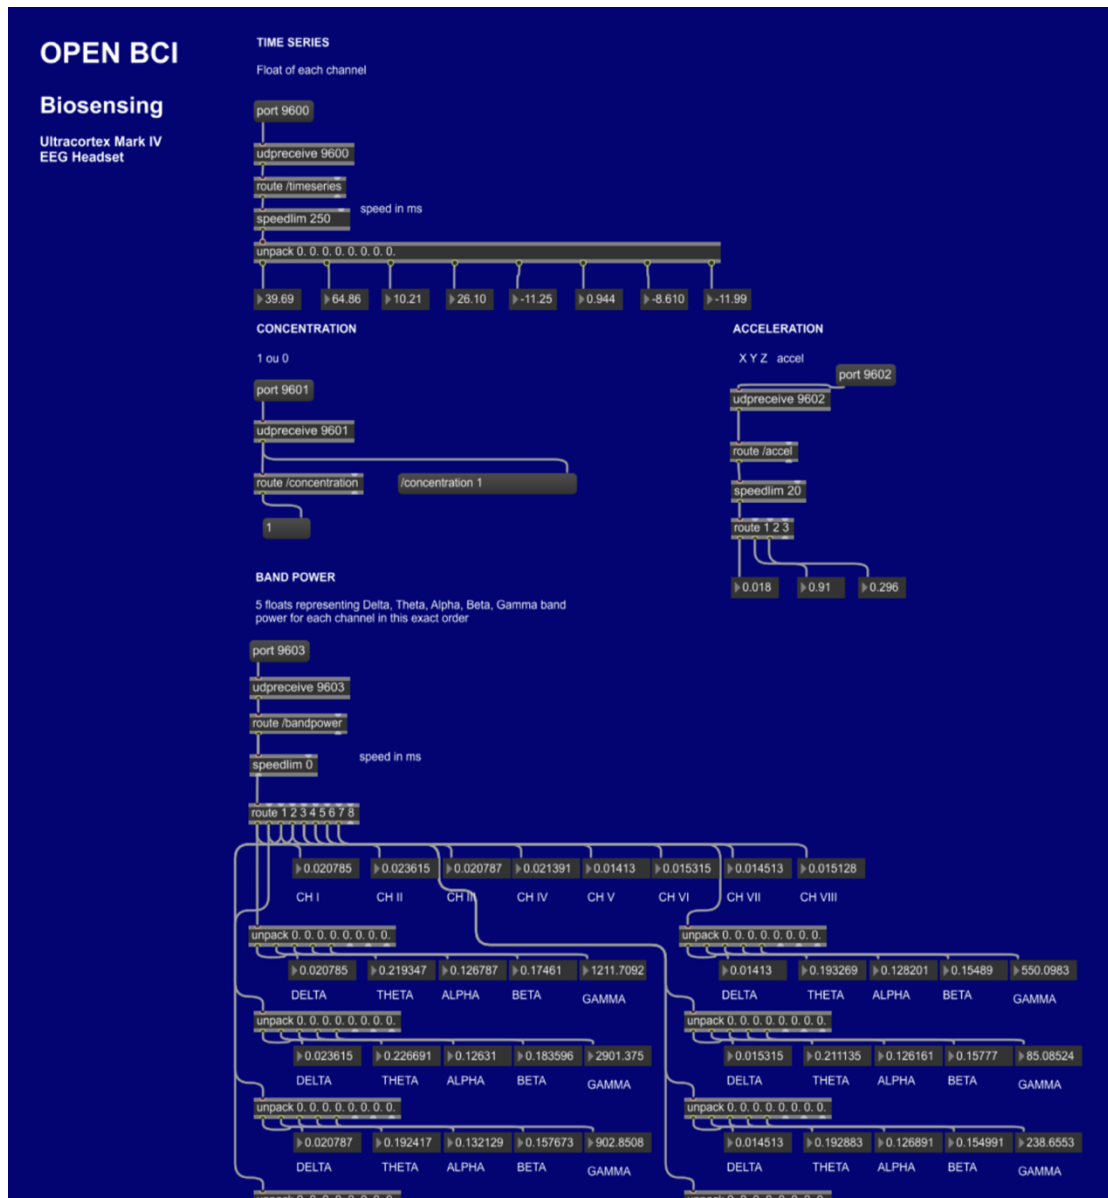 OPEN BCI
Biosensing
Ultracortex Mark IV
EEG Headset
TIME SERIES
Float of each channel
port 9600
udpreceive 9600
route /timeseries
speedlim 250
speed in ms
unpack 0. 0. 0. 0. 0. 0. 0. 0.
39.69 64.86 10.21 26.10 -11.25 0.944 -8.610 -11.99
CONCENTRATION
1 ou 0
port 9601
udpreceive 9601
route /concentration
/concentration 1
1
ACCELERATION
X Y Z accel
port 9602
udpreceive 9602
route /accel
speedlim 20
route 1 2 3
0.018 0.91 0.296
BAND POWER
5 floats representing Delta, Theta, Alpha, Beta, Gamma band
power for each channel in this exact order
port 9603
udpreceive 9603
route /bandpower
speedlim 0
speed in ms
route 1 2 3 4 5 6 7 8
0.020785 0.023615 0.020787 0.021391 0.01413 0.015315 0.014513 0.015128
CH I CH II CH III CH IV CH V CH VI CH VII CH VIII
unpack 0. 0. 0. 0. 0. 0. 0. 0.
0.020785 0.219347 0.126787 0.17461 1211.7092
DELTA THETA ALPHA BETA GAMMA
unpack 0. 0. 0. 0. 0. 0. 0. 0.
0.023615 0.226691 0.12631 0.183596 2901.375
DELTA THETA ALPHA BETA GAMMA
unpack 0. 0. 0. 0. 0. 0. 0. 0.
0.020787 0.192417 0.132129 0.157673 902.8508
DELTA THETA ALPHA BETA GAMMA
unpack 0. 0. 0. 0. 0. 0. 0. 0.
0.01413 0.193269 0.128201 0.15489 550.0983
DELTA THETA ALPHA BETA GAMMA
unpack 0. 0. 0. 0. 0. 0. 0. 0.
0.015315 0.211135 0.126161 0.15777 85.08524
DELTA THETA ALPHA BETA GAMMA
unpack 0. 0. 0. 0. 0. 0. 0. 0.
0.014513 0.192883 0.126891 0.154991 238.6553
DELTA THETA ALPHA BETA GAMMA